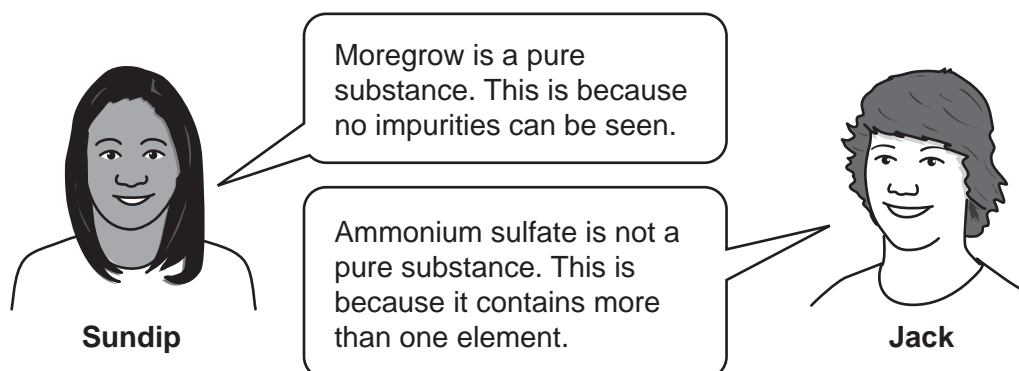 Moregrow is a pure
substance. This is because
no impurities can be seen.
Ammonium sulfate is not a
pure substance. This is
because it contains more
than one element.
Sundip
Jack